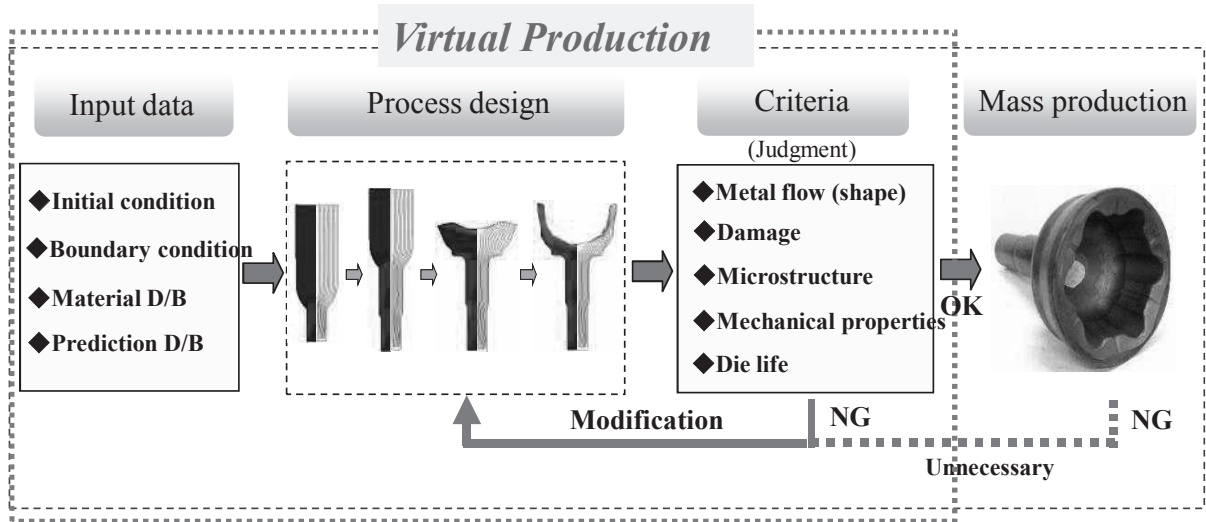 Virtual Production
Input data
Process design
Criteria
Mass production
(Judgment)
◆Initial condition
◆Boundary condition
◆Material D/B
◆Prediction D/B
◆Metal flow (shape)
◆Damage
◆Microstructure
◆Mechanical properties
◆Die life
OK
Modification
NG
NG
Unnecessary